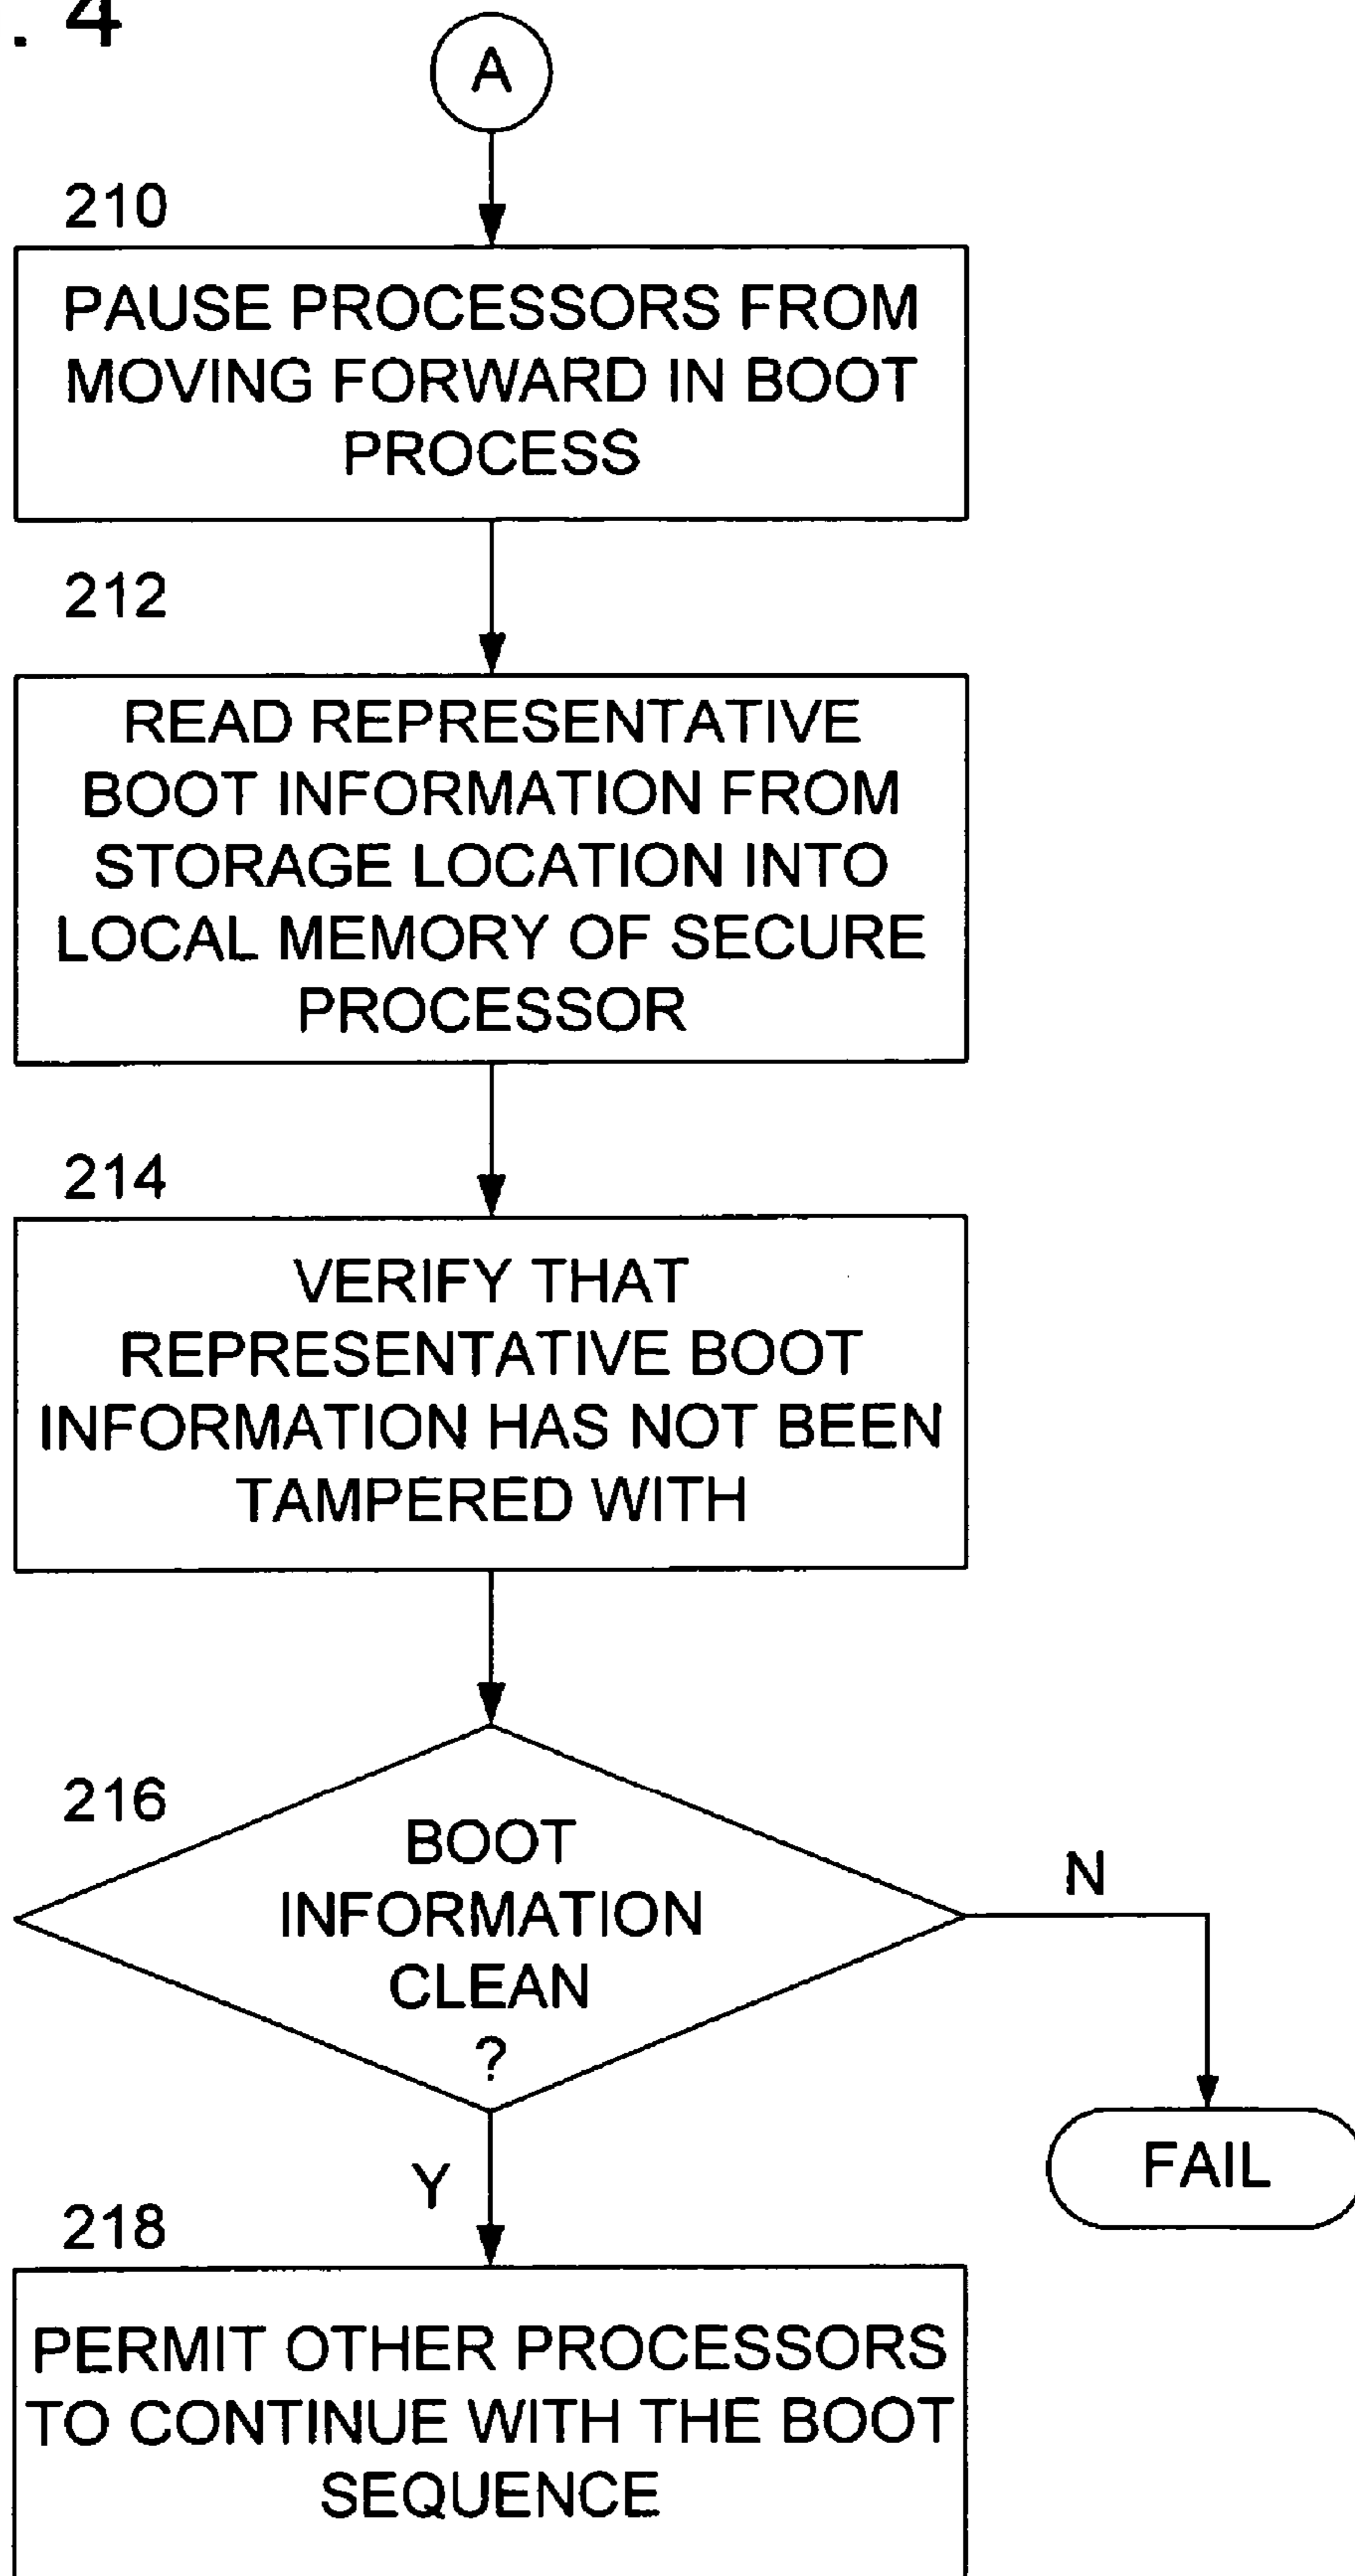 . 4
A
210
PAUSE PROCESSORS FROM
MOVING FORWARD IN BOOT
PROCESS
212
READ REPRESENTATIVE
BOOT INFORMATION FROM
STORAGE LOCATION INTO
LOCAL MEMORY OF SECURE
PROCESSOR
214
VERIFY THAT
REPRESENTATIVE BOOT
INFORMATION HAS NOT BEEN
TAMPERED WITH
216
BOOT
INFORMATION
CLEAN
?
N
FAIL
Y
218
PERMIT OTHER PROCESSORS
TO CONTINUE WITH THE BOOT
SEQUENCE